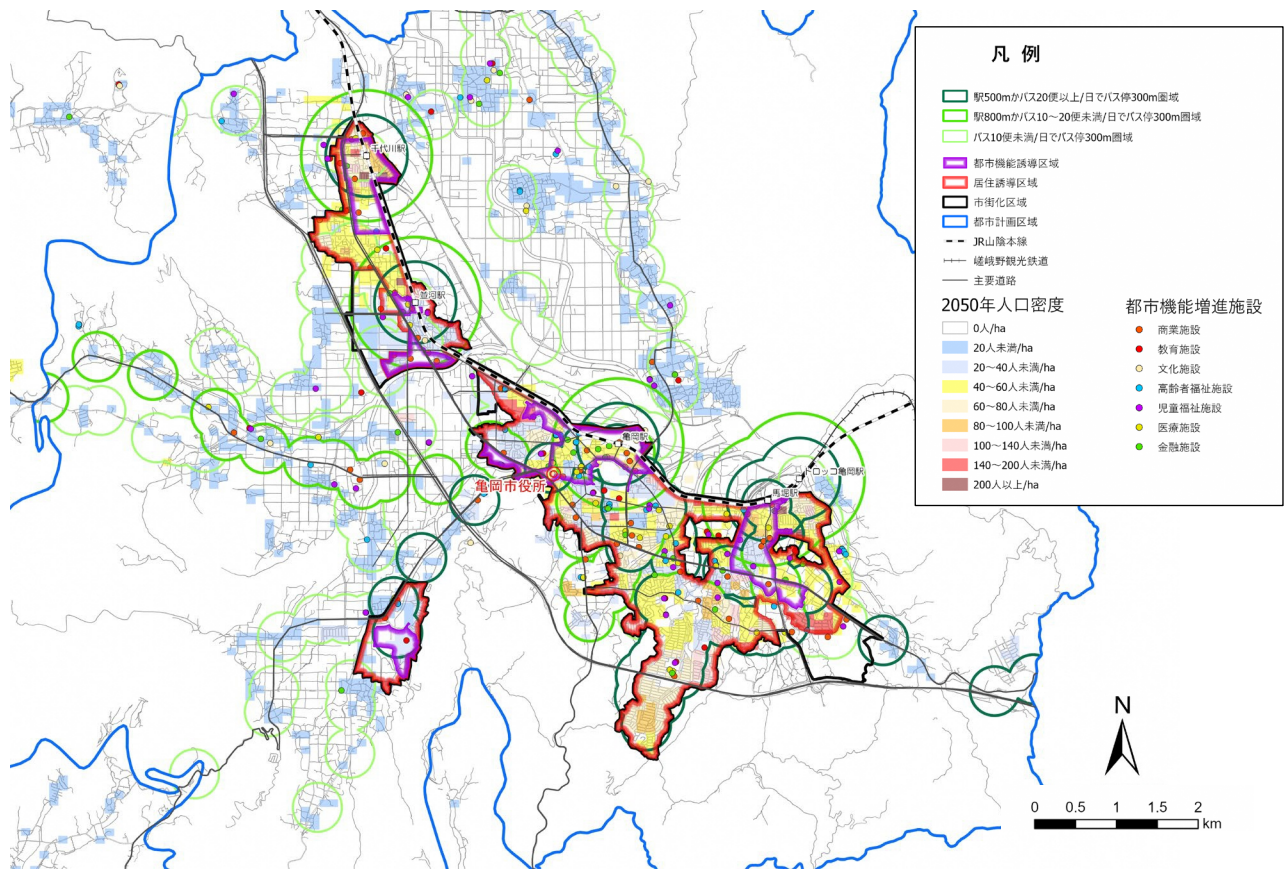 凡 例
駅500mかバス20便以上/日でバス停300m圏域
駅800mかバス10～20便未満/日でバス停300m圏域
バス10便未満/日でバス停300m圏域
都市機能誘導区域
居住誘導区域
市街化区域
都市計画区域
JR山陰本線
嵯峨野観光鉄道
主要道路
2050年人口密度
0人/ha
20人未満/ha
20～40人未満/ha
40～60人未満/ha
60～80人未満/ha
80～100人未満/ha
100～140人未満/ha
140～200人未満/ha
200人以上/ha
都市機能増進施設
商業施設
教育施設
文化施設
高齢者福祉施設
児童福祉施設
医療施設
金融施設
千代川駅
並河駅
亀岡駅
トロッコ亀岡駅
馬堀駅
亀岡市役所
N
0 0.5 1 1.5 2
km